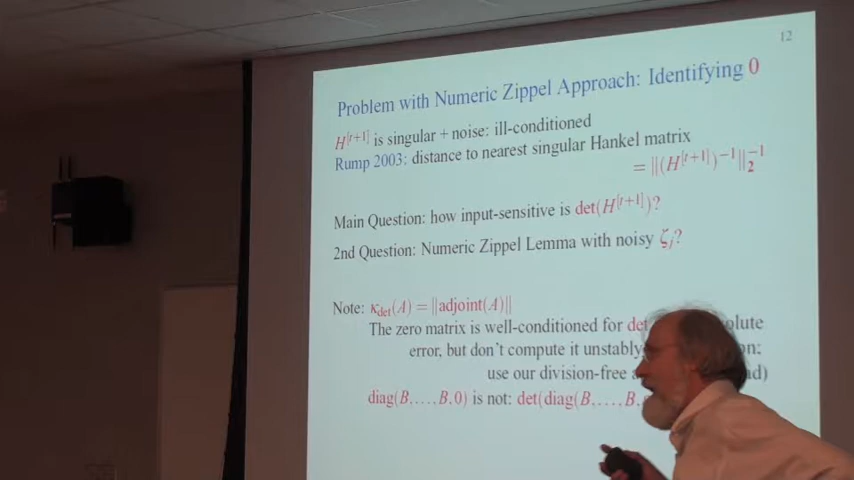 12
Problem with Numeric Zippel Approach: Identifying 0
H^[t+1] is singular + noise: ill-conditioned
Rump 2003: distance to nearest singular Hankel matrix
= ‖(H^[t+1])^−1‖₂^−1
Main Question: how input-sensitive is det(H^[t+1])?
2nd Question: Numeric Zippel Lemma with noisy ζ_j?
Note: κ_det(A) = ‖adjoint(A)‖
The zero matrix is well-conditioned for det
error, but don't compute it unstably
use our division-free
diag(B,...,B,0) is not: det(diag(B,...,B,